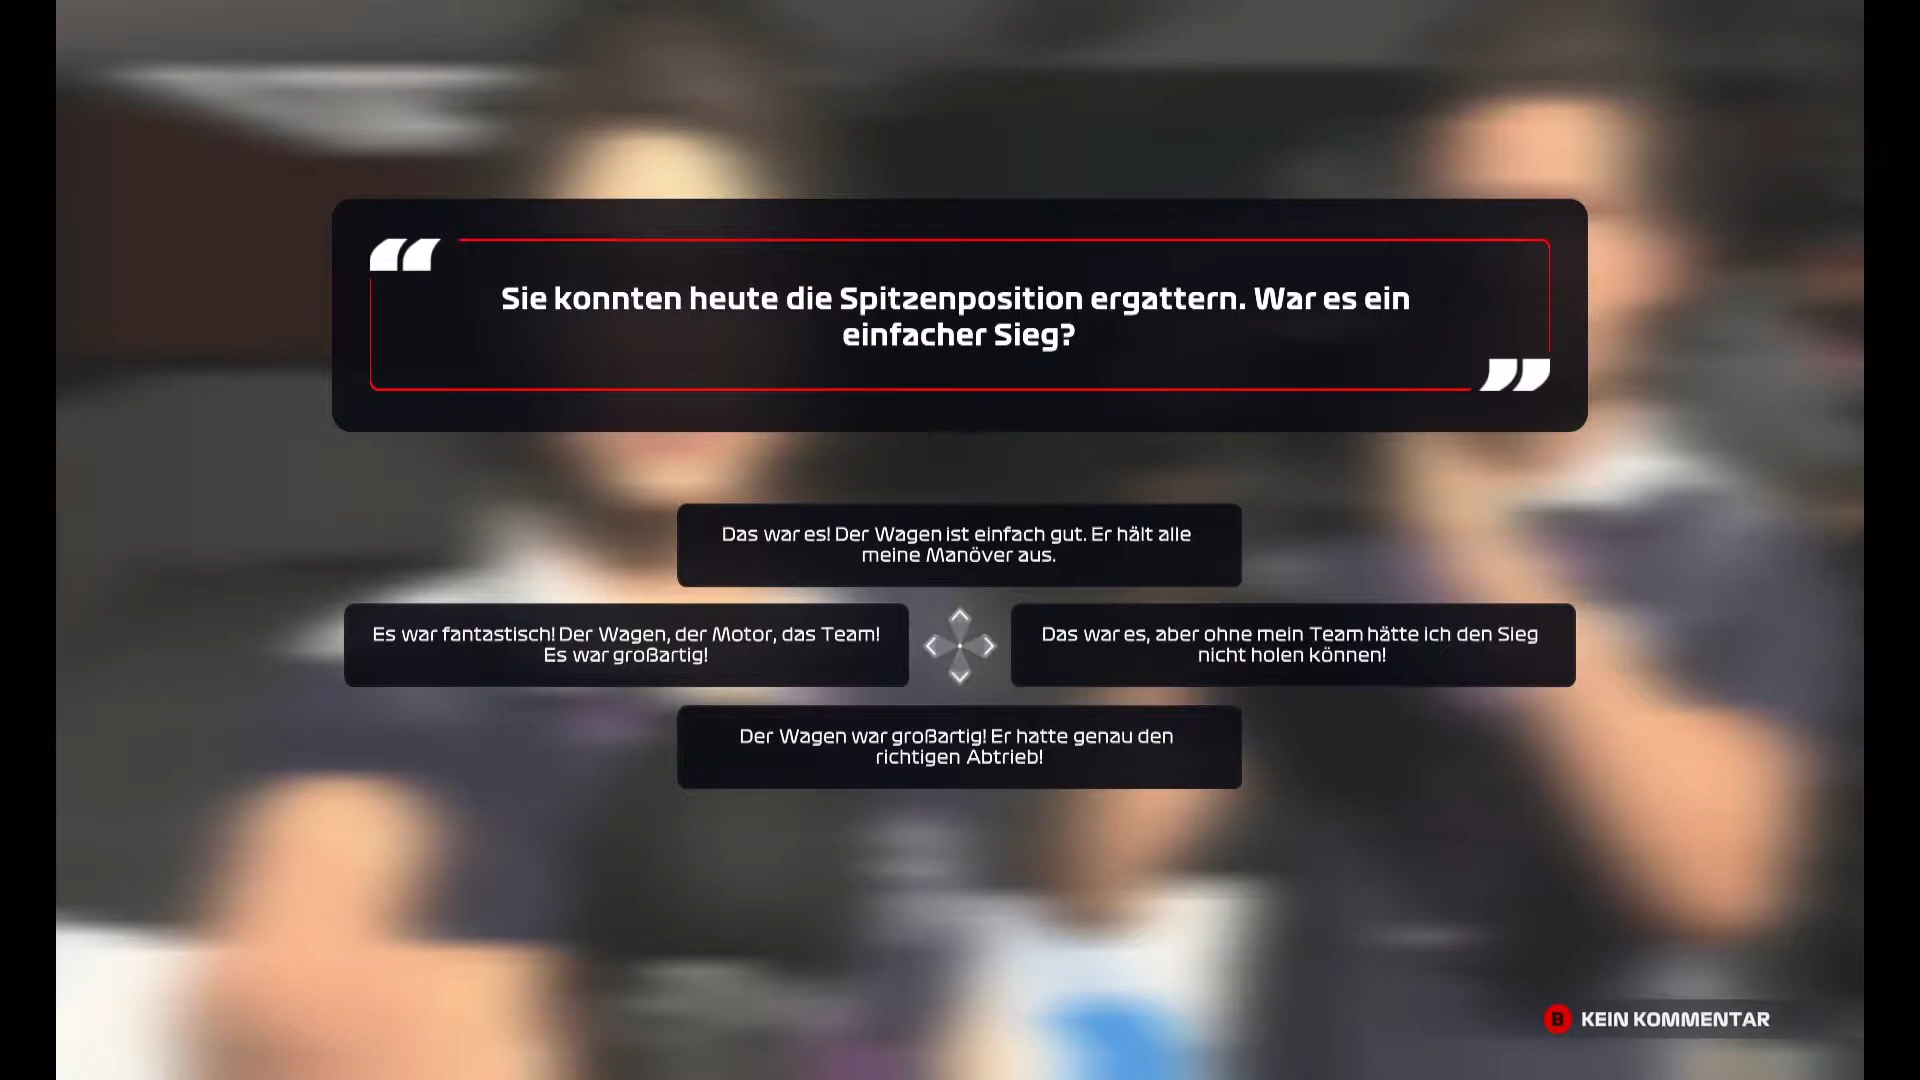 Sie konnten heute die Spitzenposition ergattern. War es ein
einfacher Sieg?
Das war es! Der Wagen ist einfach gut. Er hält alle
meine Manöver aus.
Es war fantastisch! Der Wagen, der Motor, das Team!
Es war großartig!
Das war es, aber ohne mein Team hätte ich den Sieg
nicht holen können!
Der Wagen war großartig! Er hatte genau den
richtigen Abtrieb!
B KEIN KOMMENTAR